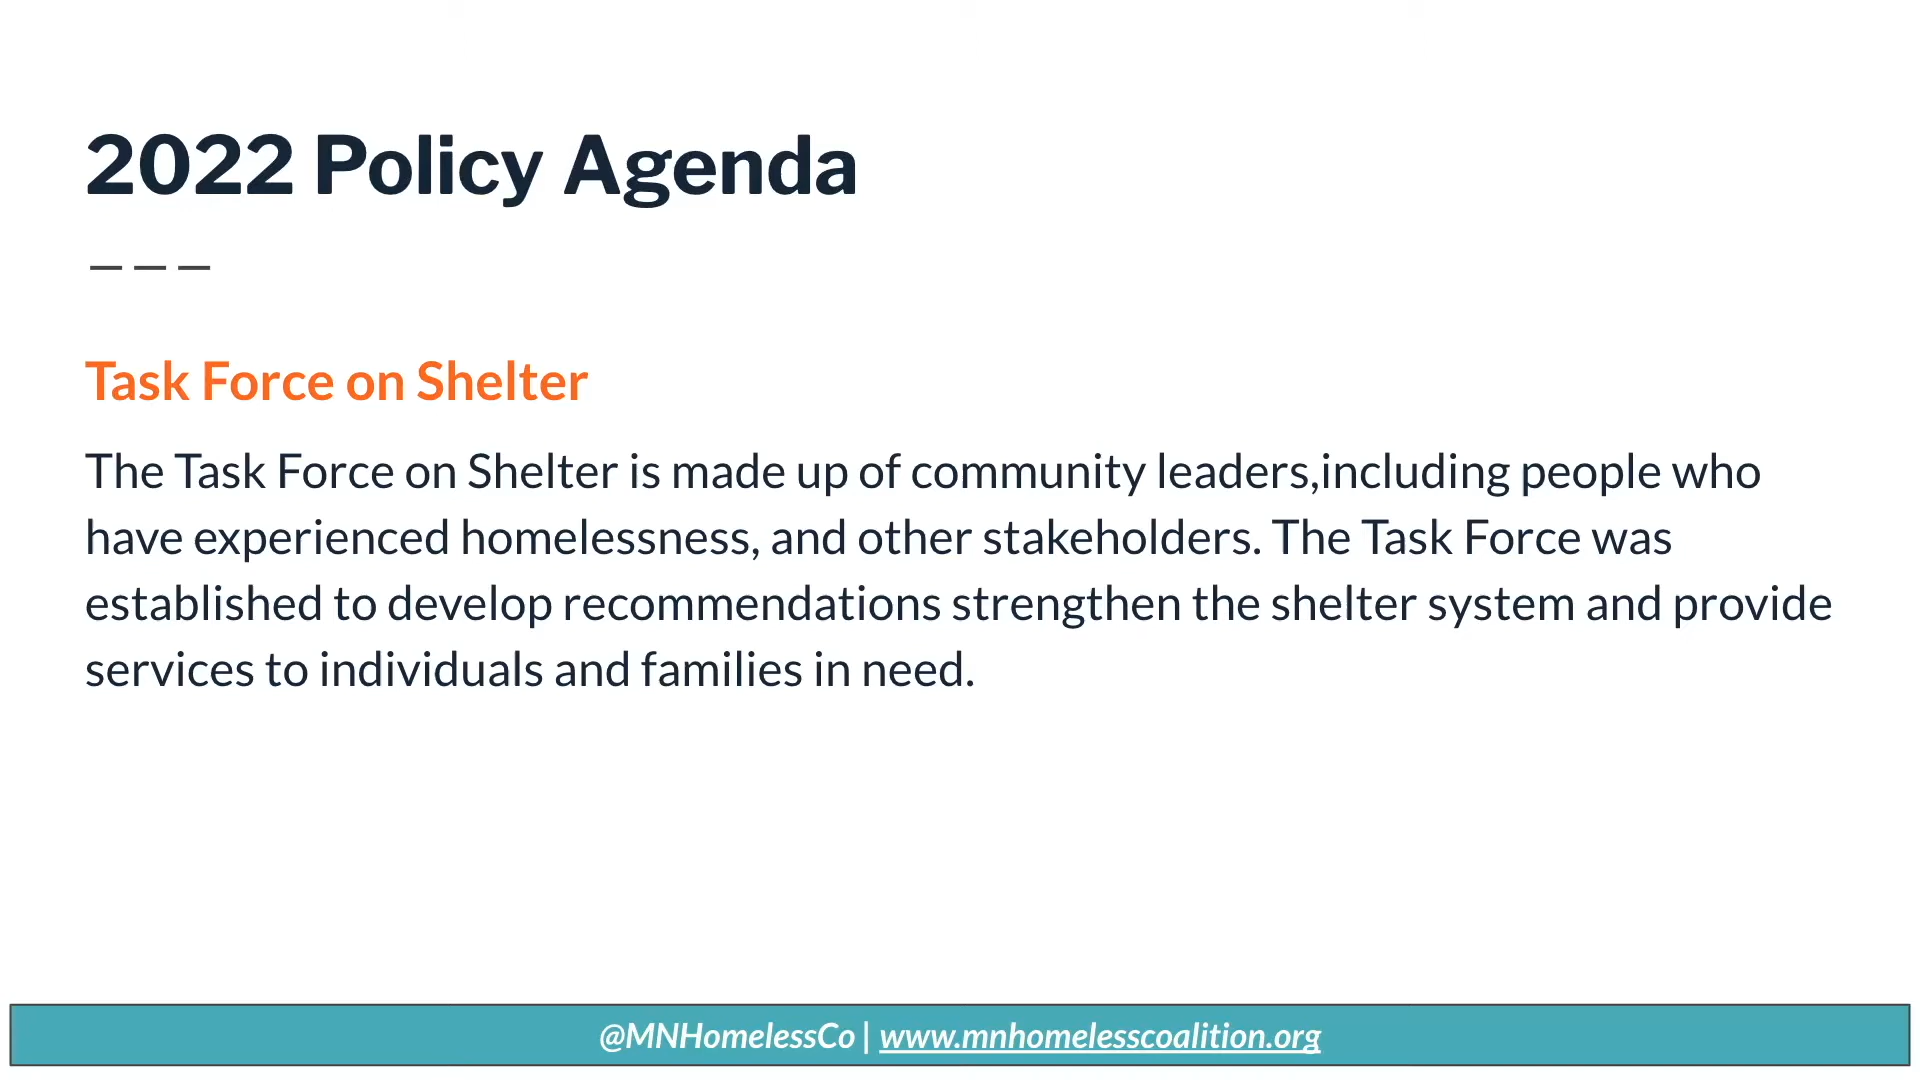 2022 Policy Agenda
Task Force on Shelter
The Task Force on Shelter is made up of community leaders,including people who
have experienced homelessness, and other stakeholders. The Task Force was
established to develop recommendations strengthen the shelter system and provide
services to individuals and families in need.
@MNHomelessCo | www.mnhomelesscoalition.org